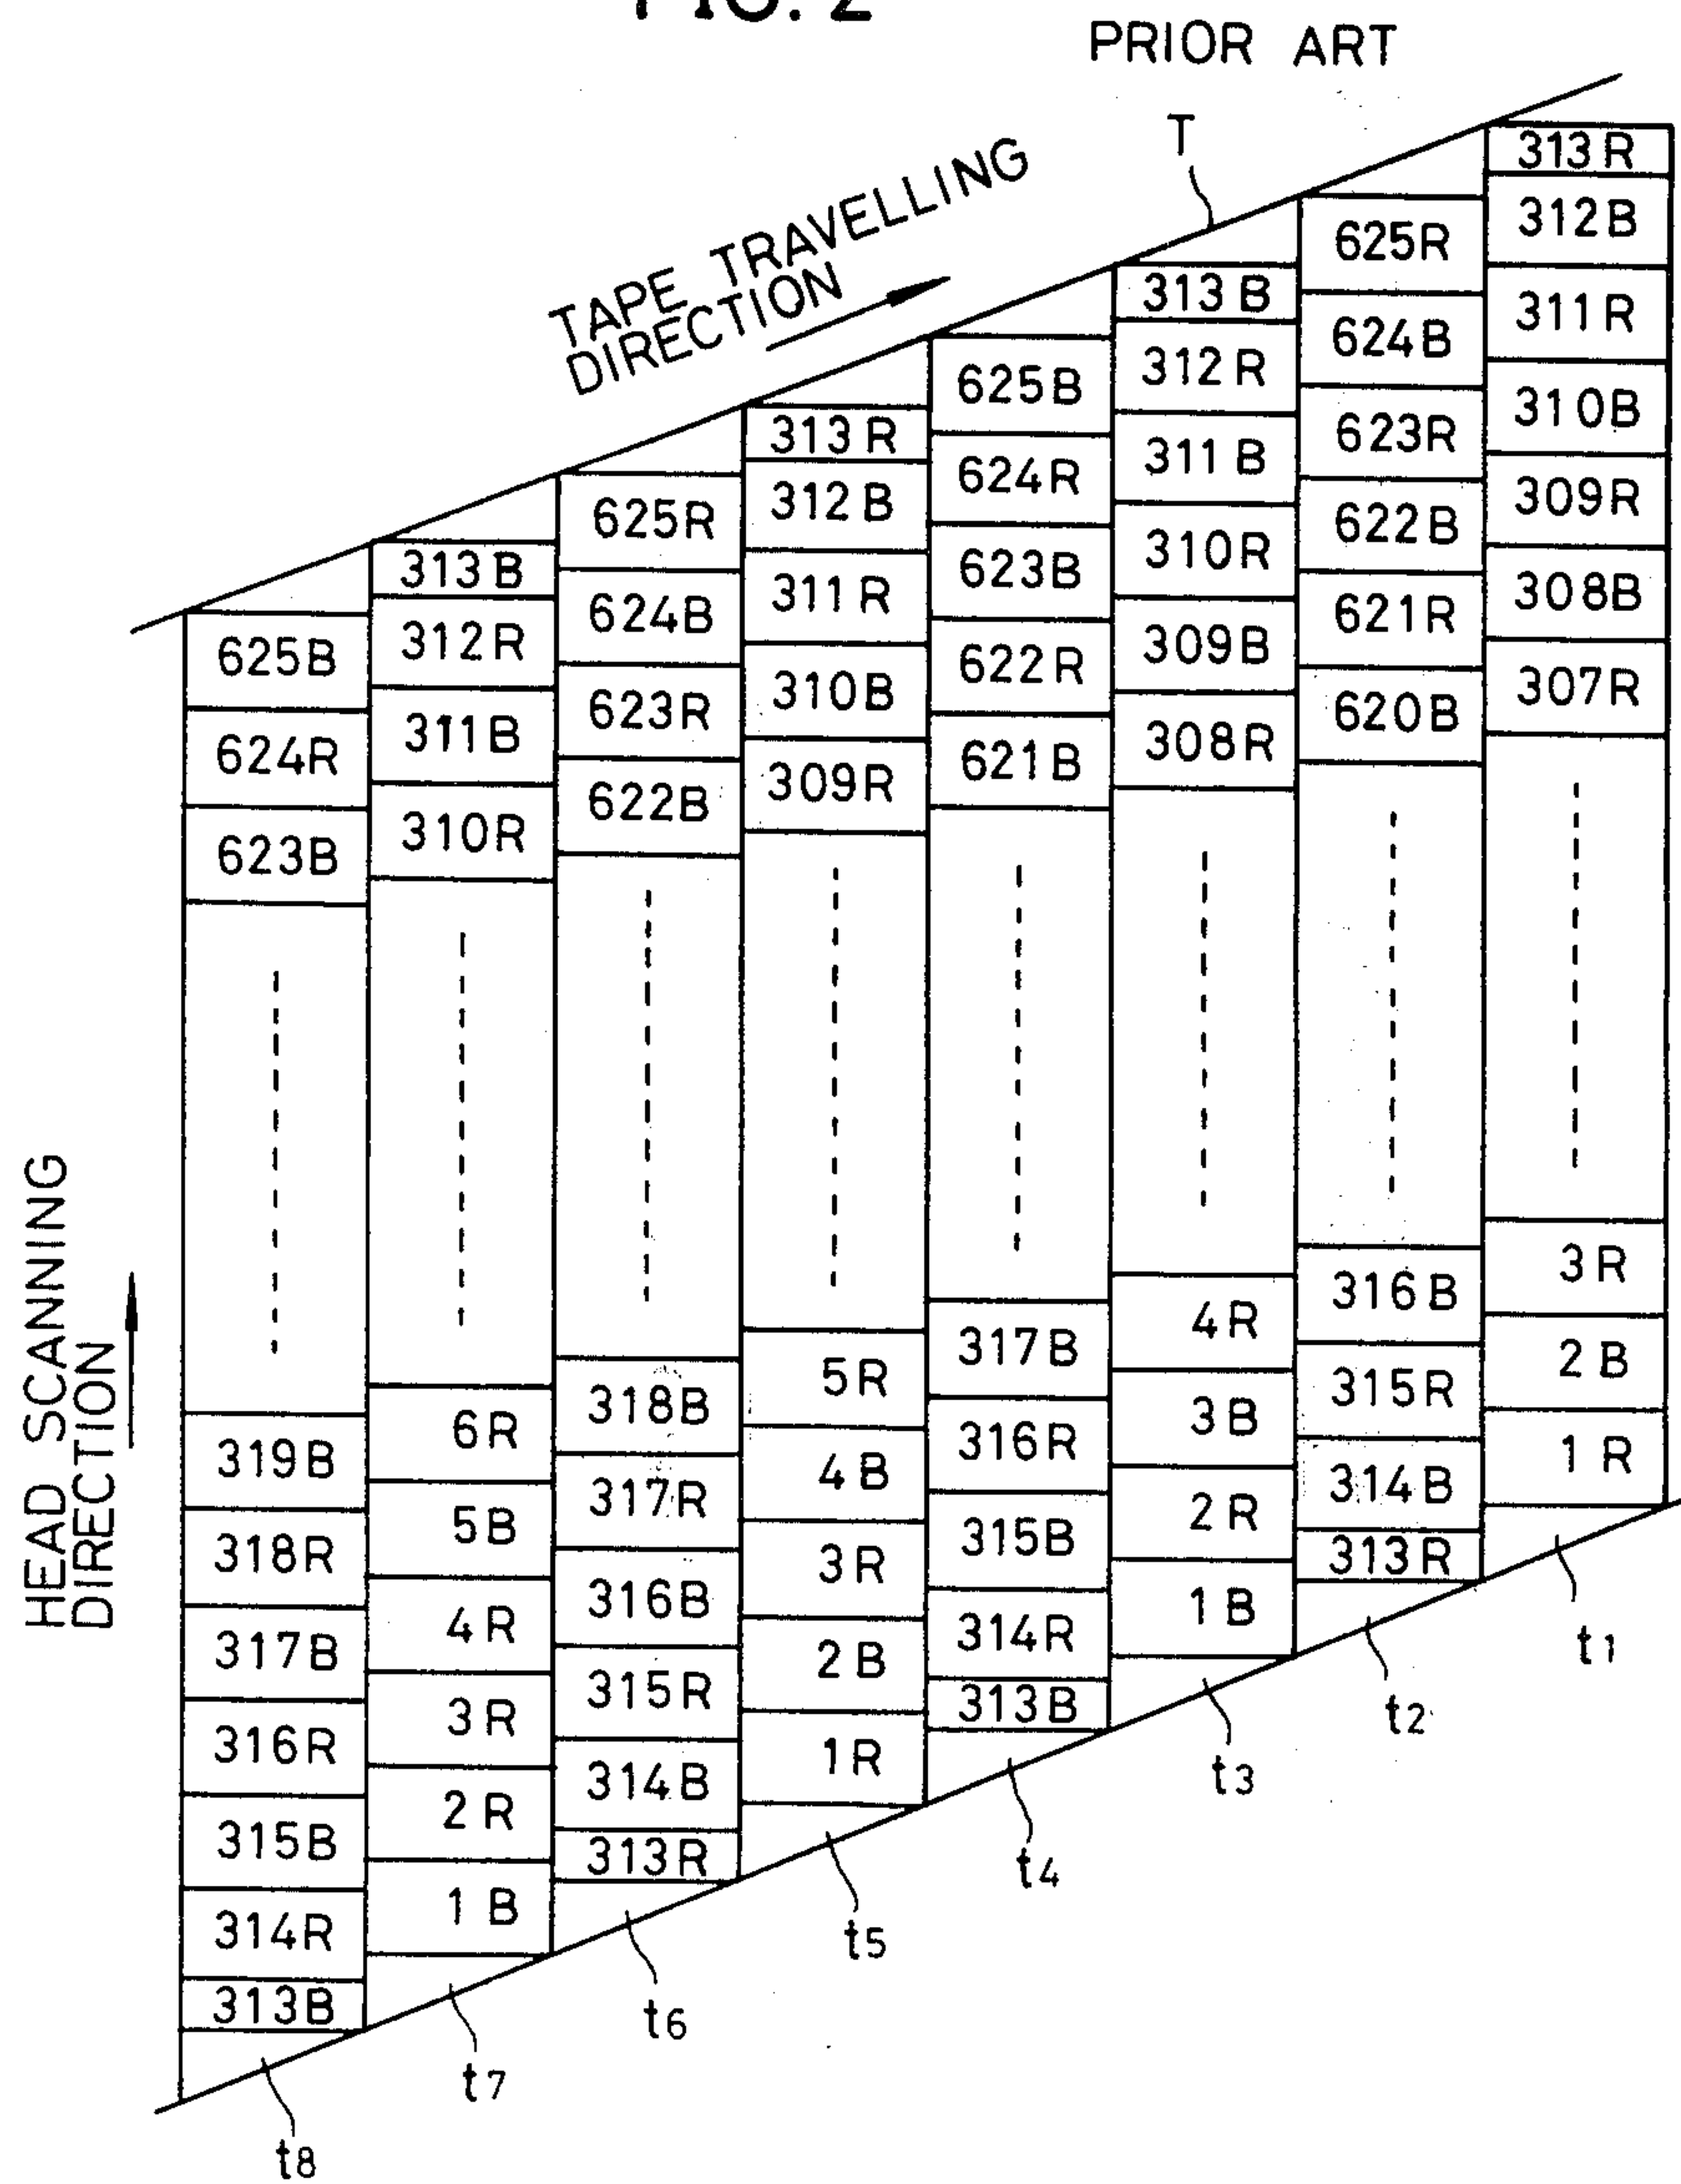 FIG. 2
PRIOR ART
T
TAPE TRAVELLING
DIRECTION
HEAD SCANNING
DIRECTION
625B
624R
623B
319B
318R
317B
316R
315B
314R
313B
t8
313B
312R
311B
310R
6R
5B
4R
3R
2R
1B
t7
625R
624B
623R
622B
318B
317R
316B
315R
314B
313R
t6
313R
312B
311R
310B
309R
5R
4B
3R
2B
1R
t5
625B
624R
623B
622R
621B
317B
316R
315B
314R
313B
t4
313B
312R
311B
310R
309B
308R
4R
3B
2R
1B
t3
625R
624B
623R
622B
621R
620B
316B
315R
314B
313R
t2
313R
312B
311R
310B
309R
308B
307R
3R
2B
1R
t1